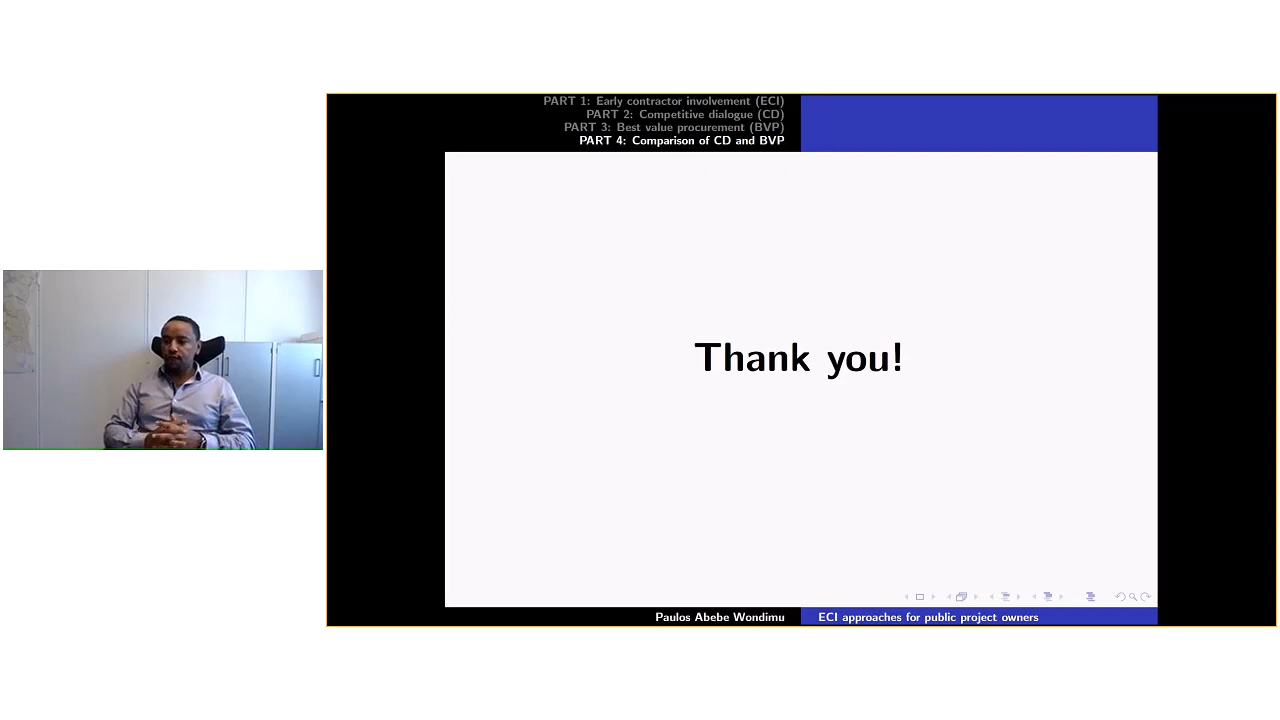 PART 1: Early contractor involvement (ECI)
PART 2: Competitive dialogue (CD)
PART 3: Best value procurement (BVP)
PART 4: Comparison of CD and BVP
Thank you!
Paulos Abebe Wondimu
ECI approaches for public project owners